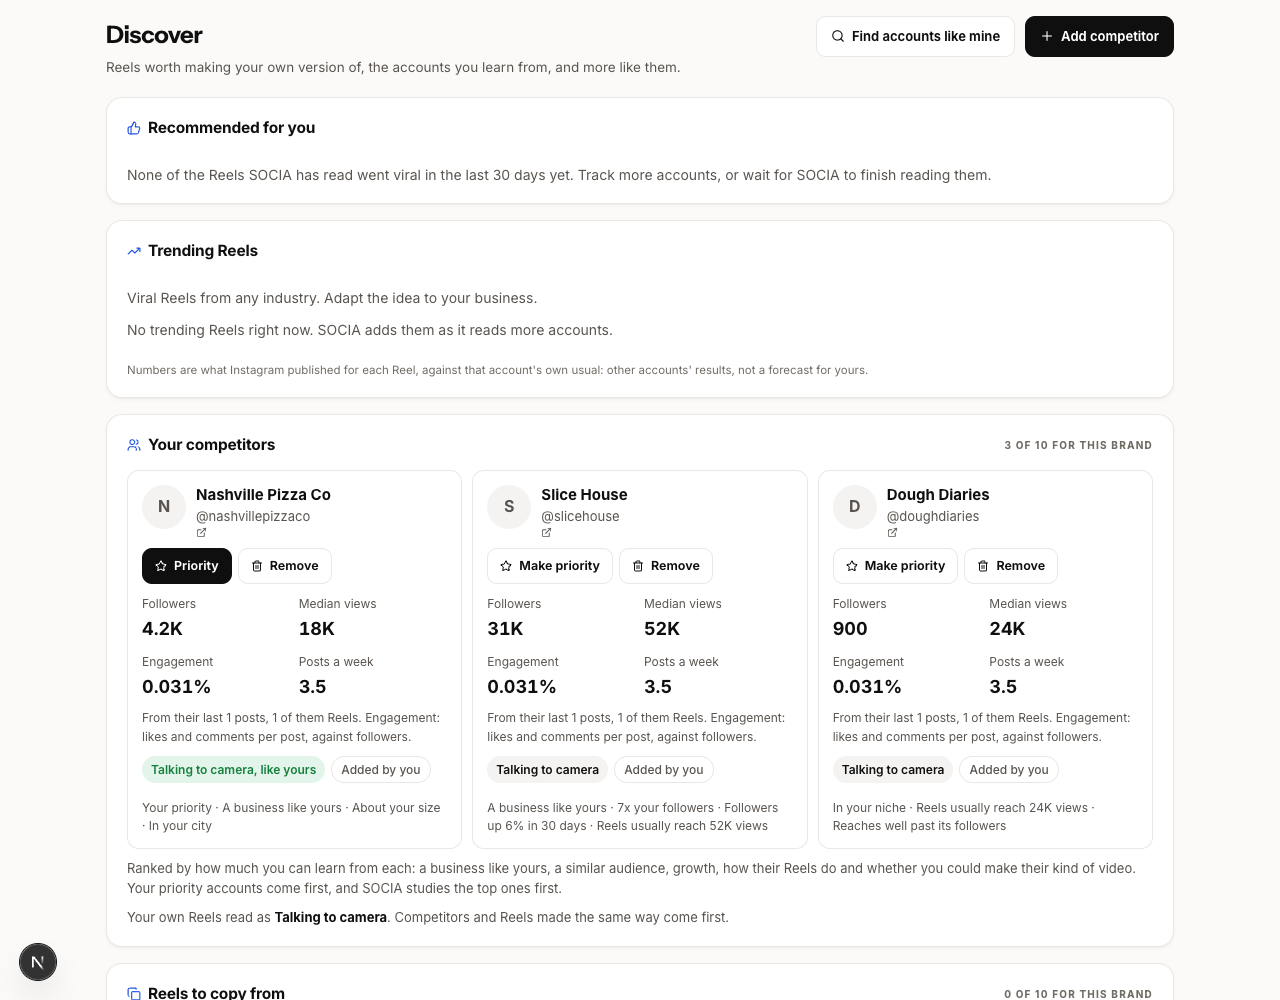 Discover
Find accounts like mine
Add competitor
Reels worth making your own version of, the accounts you learn from, and more like them.
Recommended for you
None of the Reels SOCIA has read went viral in the last 30 days yet. Track more accounts, or wait for SOCIA to finish reading them.
Trending Reels
Viral Reels from any industry. Adapt the idea to your business.
No trending Reels right now. SOCIA adds them as it reads more accounts.
Numbers are what Instagram published for each Reel, against that account's own usual: other accounts' results, not a forecast for yours.
Your competitors
3 OF 10 FOR THIS BRAND
N
Nashville Pizza Co
@nashvillepizzaco
Priority
Remove
Followers
Median views
4.2K
18K
Engagement
Posts a week
0.031%
3.5
From their last 1 posts, 1 of them Reels. Engagement:
likes and comments per post, against followers.
Talking to camera, like yours
Added by you
Your priority · A business like yours · About your size
· In your city
S
Slice House
@slicehouse
Make priority
Remove
Followers
Median views
31K
52K
Engagement
Posts a week
0.031%
3.5
From their last 1 posts, 1 of them Reels. Engagement:
likes and comments per post, against followers.
Talking to camera
Added by you
A business like yours · 7x your followers · Followers
up 6% in 30 days · Reels usually reach 52K views
D
Dough Diaries
@doughdiaries
Make priority
Remove
Followers
Median views
900
24K
Engagement
Posts a week
0.031%
3.5
From their last 1 posts, 1 of them Reels. Engagement:
likes and comments per post, against followers.
Talking to camera
Added by you
In your niche · Reels usually reach 24K views ·
Reaches well past its followers
Ranked by how much you can learn from each: a business like yours, a similar audience, growth, how their Reels do and whether you could make their kind of video.
Your priority accounts come first, and SOCIA studies the top ones first.
Your own Reels read as Talking to camera. Competitors and Reels made the same way come first.
N
Reels to copy from
0 OF 10 FOR THIS BRAND